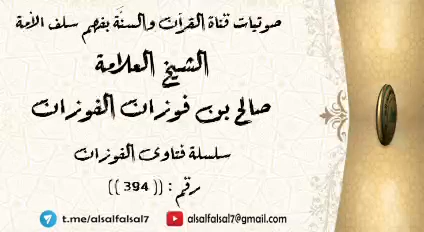 صوتيات قناة القرآن والسنَّة بفهم سلف الأمة
الشيخ العلامة
صالح بن فوزان الفوزان
سلسلة فتاوى الفوزان
رقم : (( 394 ))
t.me/alsalfalsal7 alsalfalsal7@gmail.com